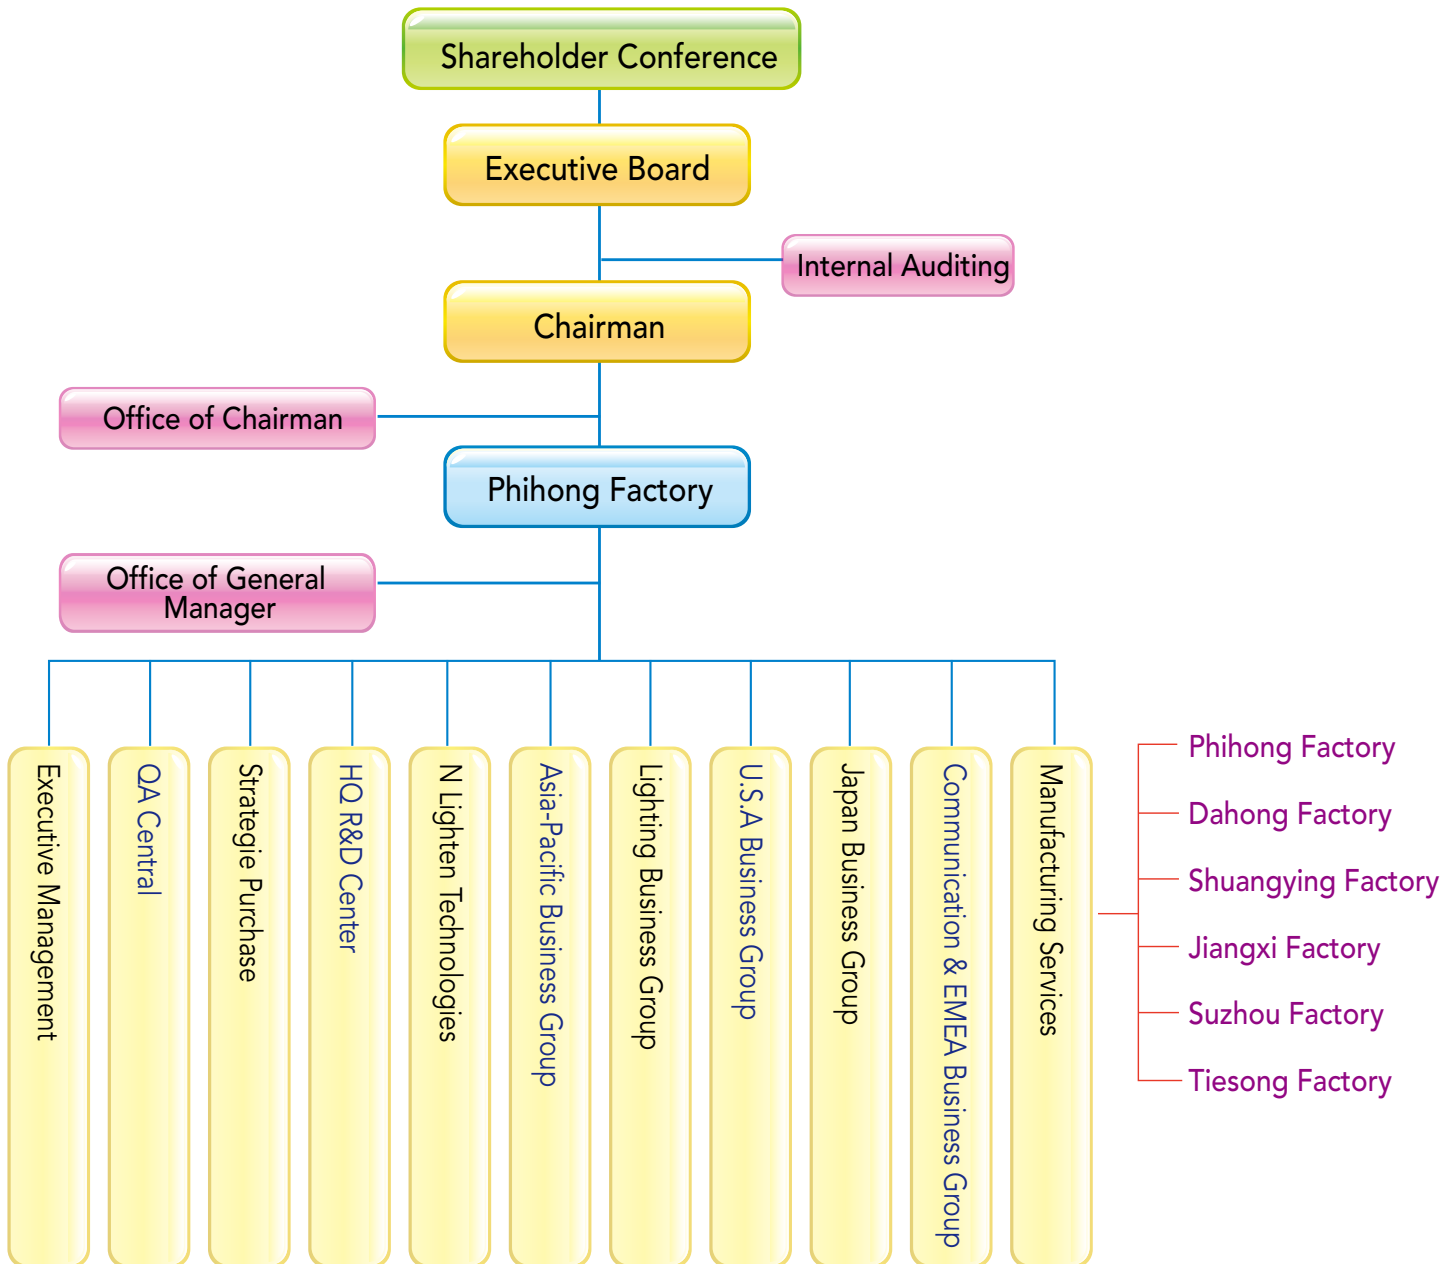 Shareholder Conference
Executive Board
Internal Auditing
Chairman
Office of Chairman
Phihong Factory
Office of General
Manager
Executive Management
QA Central
Strategie Purchase
HQ R&D Center
N Lighten Technologies
Asia-Pacific Business Group
Lighting Business Group
U.S.A Business Group
Japan Business Group
Communication & EMEA Business Group
Manufacturing Services
Phihong Factory
Dahong Factory
Shuangying Factory
Jiangxi Factory
Suzhou Factory
Tiesong Factory